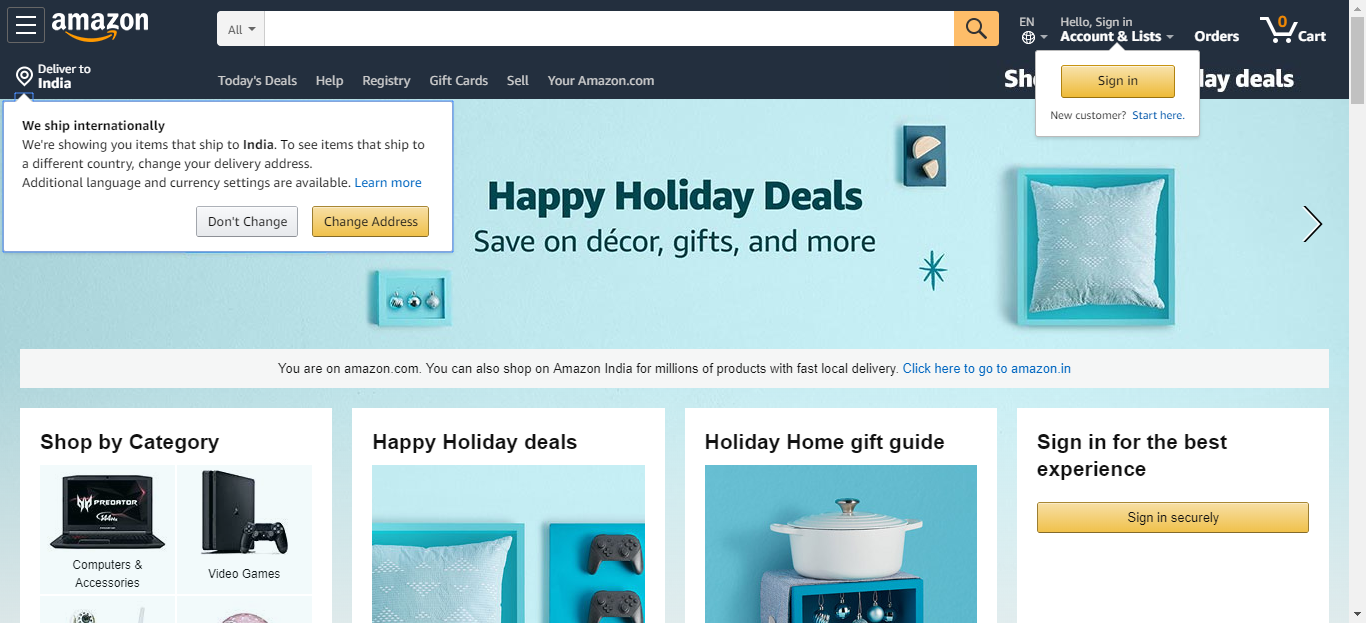 amazon
All
EN
Hello, Sign in
Account & Lists
Orders
0
Cart
Deliver to
India
Today's Deals Help Registry Gift Cards Sell Your Amazon.com
Sho
ay deals
Sign in
New customer? Start here.
We ship internationally
We're showing you items that ship to India. To see items that ship to
a different country, change your delivery address.
Additional language and currency settings are available. Learn more
Don't Change Change Address
Happy Holiday Deals
Save on décor, gifts, and more
You are on amazon.com. You can also shop on Amazon India for millions of products with fast local delivery. Click here to go to amazon.in
Shop by Category
PREDATOR
144Hz
Computers &
Accessories
Video Games
Happy Holiday deals
Holiday Home gift guide
Sign in for the best
experience
Sign in securely